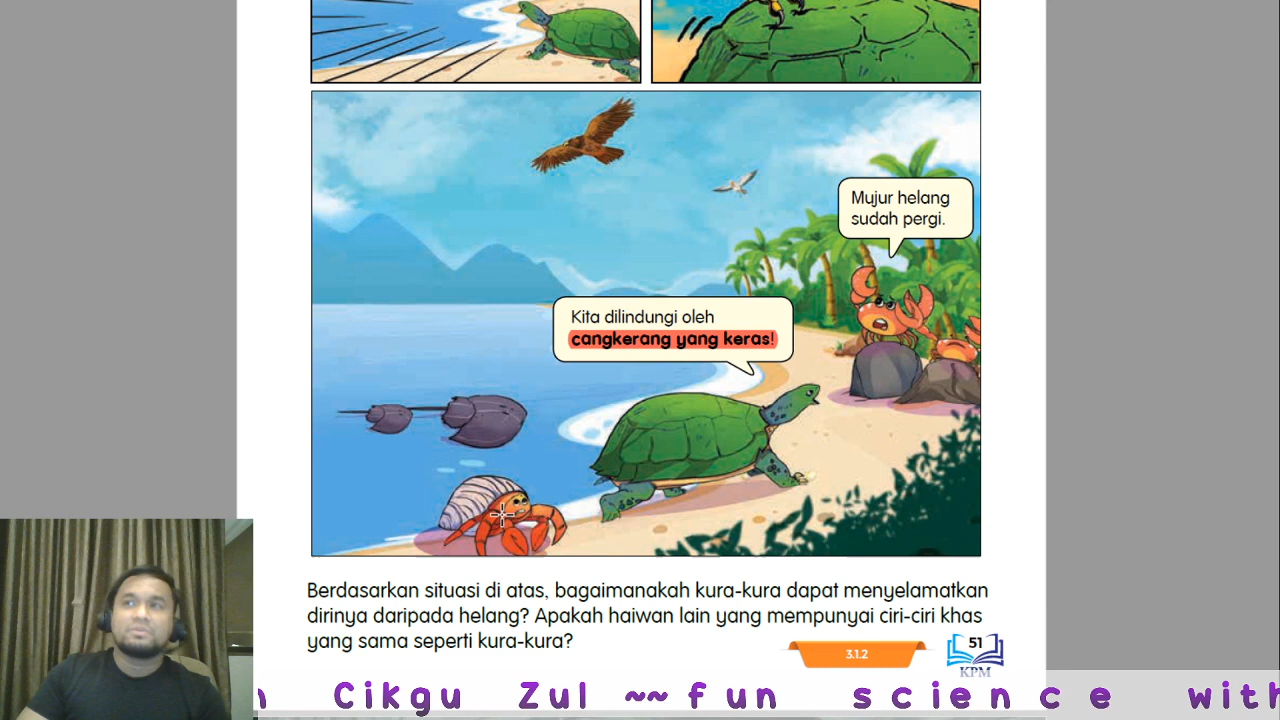 Mujur helang
sudah pergi.
Kita dilindungi oleh
cangkerang yang keras!
Berdasarkan situasi di atas, bagaimanakah kura-kura dapat menyelamatkan
dirinya daripada helang? Apakah haiwan lain yang mempunyai ciri-ciri khas
yang sama seperti kura-kura?
3.1.2
51
KPM
Cikgu Zul ~~ fun science with